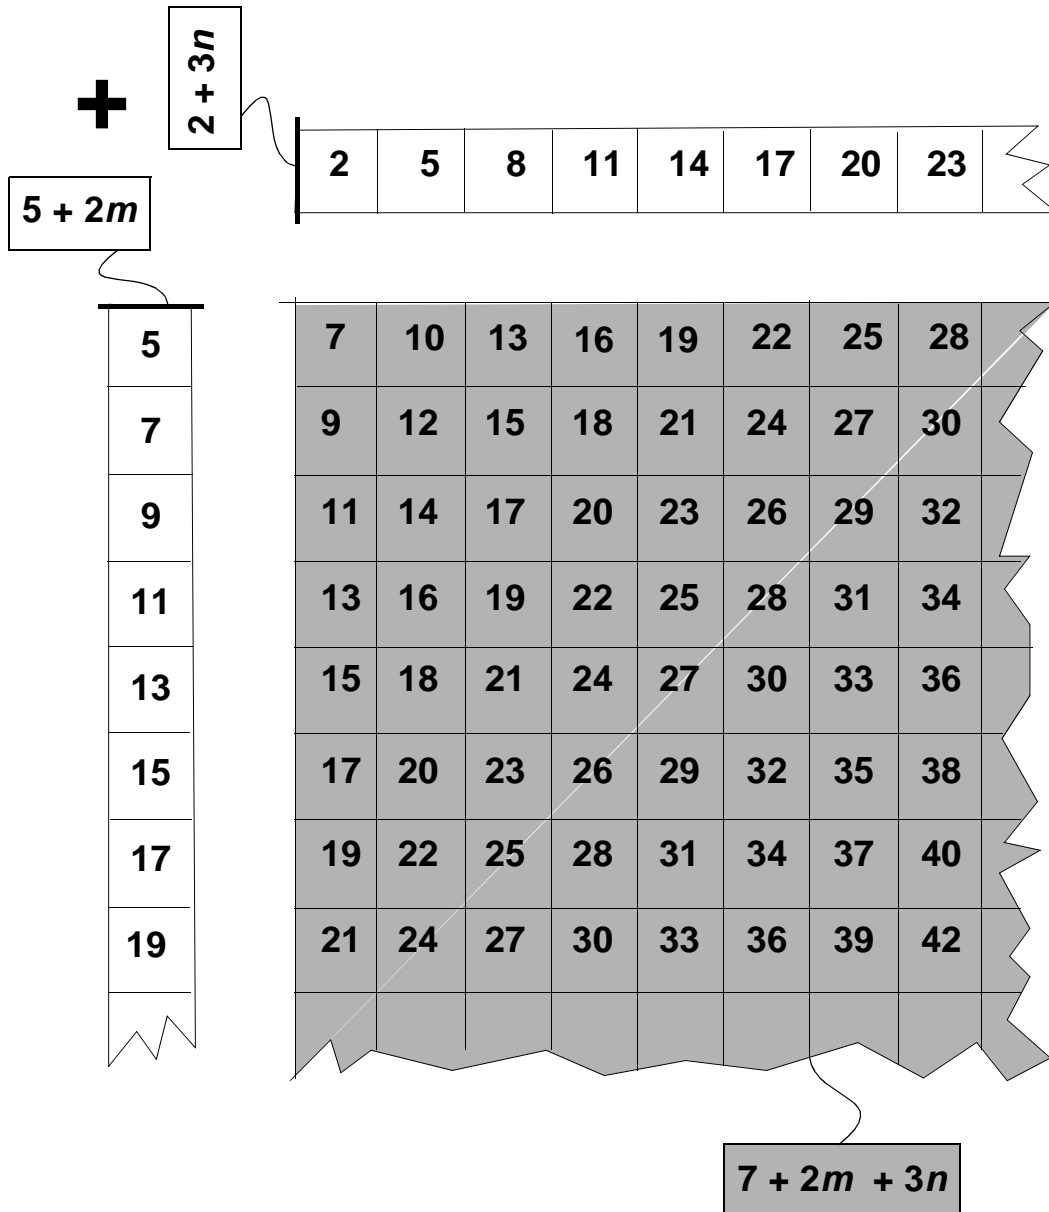 +
2 + 3n
2 5 8 11 14 17 20 23
5 + 2m
5 7 10 13 16 19 22 25 28
7 9 12 15 18 21 24 27 30
9 11 14 17 20 23 26 29 32
11 13 16 19 22 25 28 31 34
13 15 18 21 24 27 30 33 36
15 17 20 23 26 29 32 35 38
17 19 22 25 28 31 34 37 40
19 21 24 27 30 33 36 39 42
7 + 2m + 3n